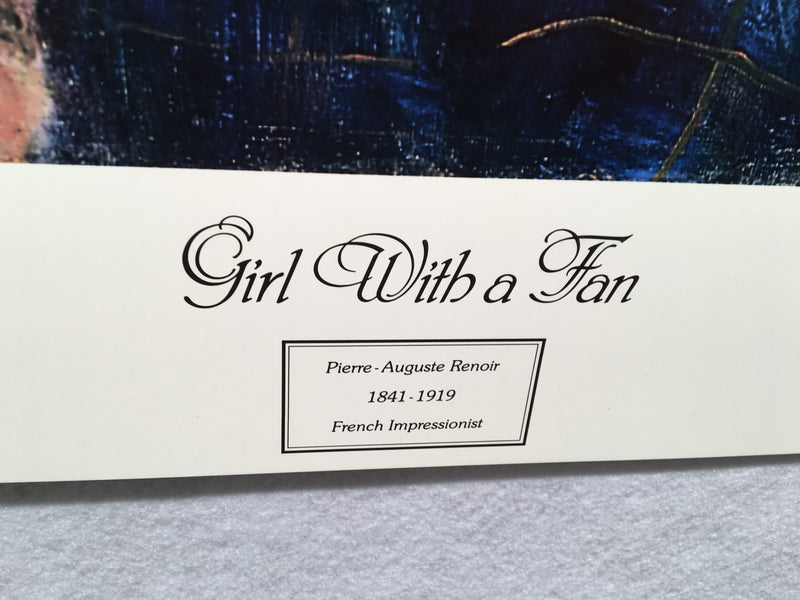 Girl With a Fan
Pierre-Auguste Renoir
1841-1919
French Impressionist